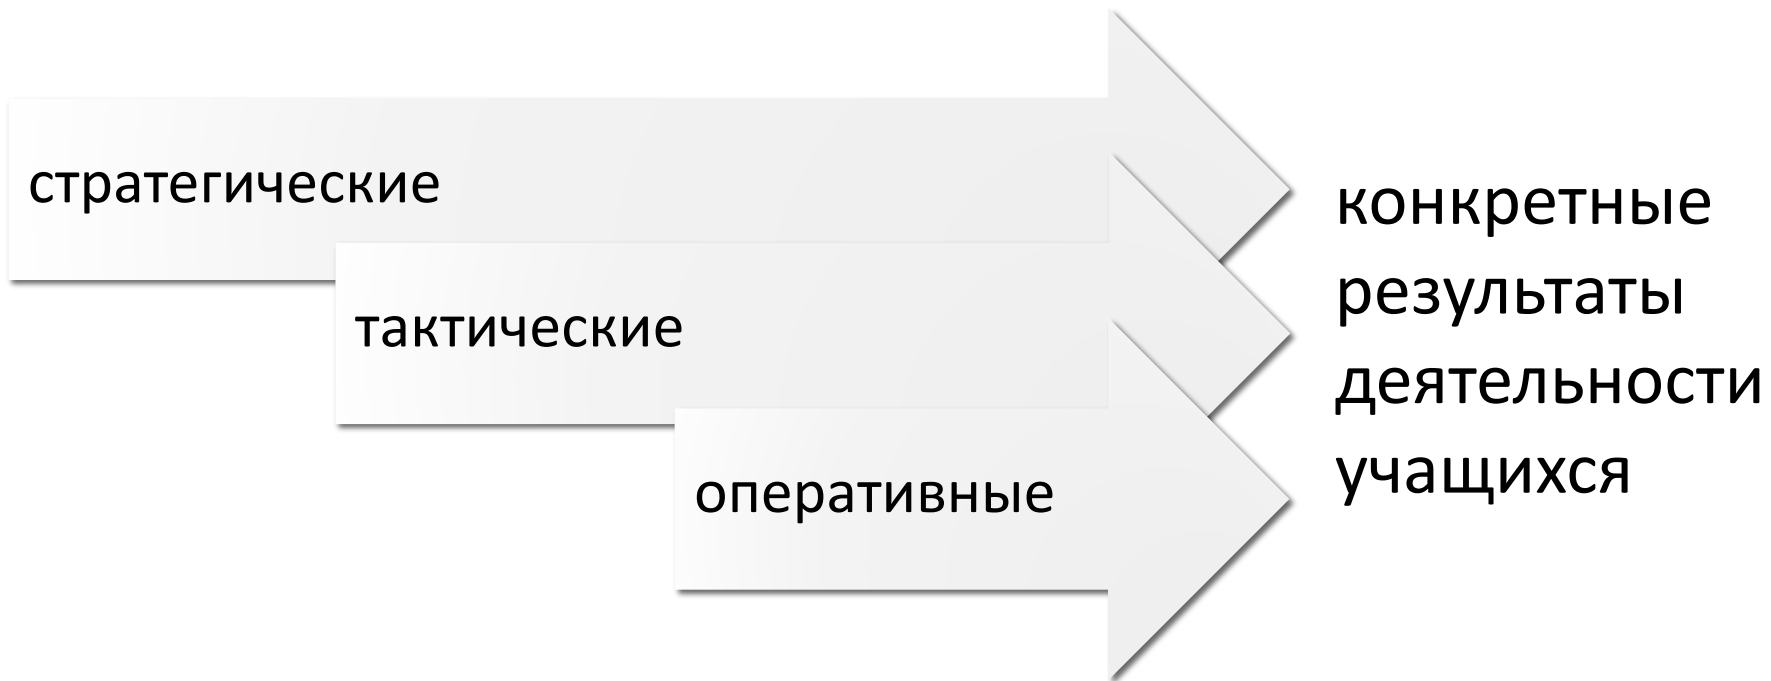 стратегические
тактические
оперативные
конкретные
результаты
деятельности
учащихся